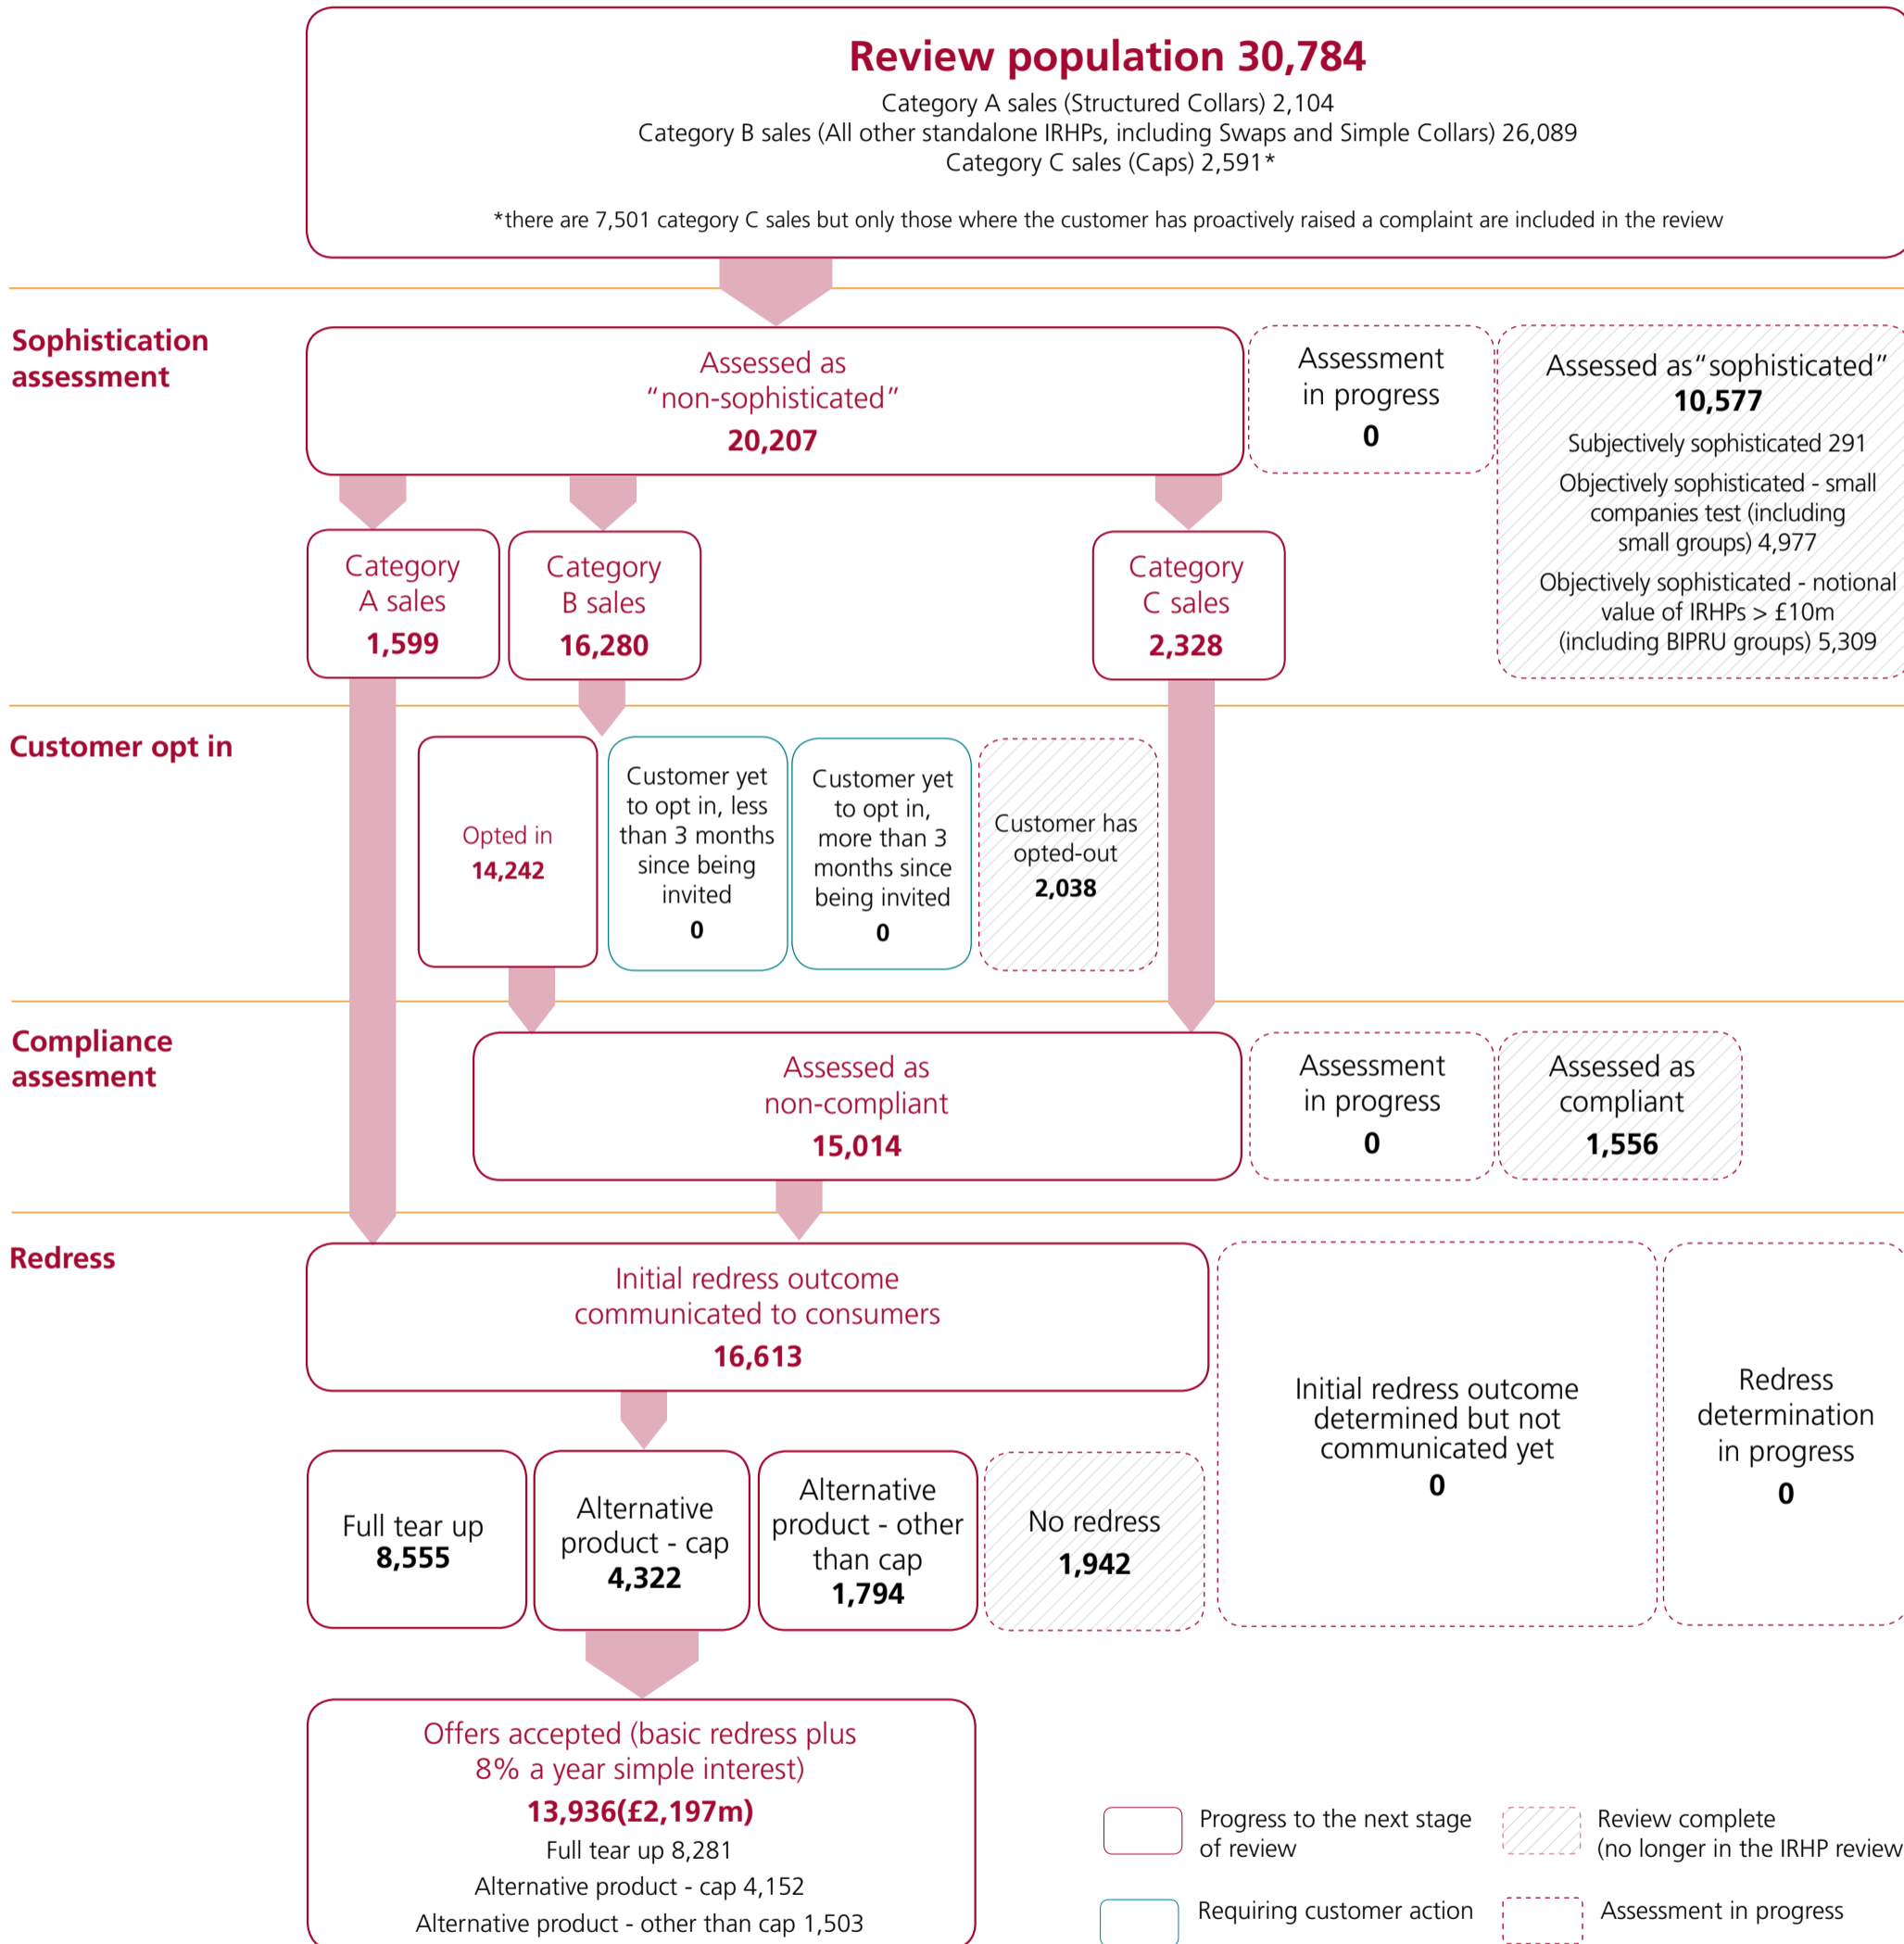 Review population 30,784
Category A sales (Structured Collars) 2,104
Category B sales (All other standalone IRHPs, including Swaps and Simple Collars) 26,089
Category C sales (Caps) 2,591*
*there are 7,501 category C sales but only those where the customer has proactively raised a complaint are included in the review
Sophistication
assessment
Assessed as
“non-sophisticated”
20,207
Assessment
in progress
0
Assessed as“sophisticated”
10,577
Subjectively sophisticated 291
Objectively sophisticated - small
companies test (including
small groups) 4,977
Objectively sophisticated - notional
value of IRHPs > £10m
(including BIPRU groups) 5,309
Category
A sales
1,599
Category
B sales
16,280
Category
C sales
2,328
Customer opt in
Opted in
14,242
Customer yet
to opt in, less
than 3 months
since being
invited
0
Customer yet
to opt in,
more than 3
months since
being invited
0
Customer has
opted-out
2,038
Compliance
assesment
Assessed as
non-compliant
15,014
Assessment
in progress
0
Assessed as
compliant
1,556
Redress
Initial redress outcome
communicated to consumers
16,613
Initial redress outcome
determined but not
communicated yet
0
Redress
determination
in progress
0
Full tear up
8,555
Alternative
product - cap
4,322
Alternative
product - other
than cap
1,794
No redress
1,942
Offers accepted (basic redress plus
8% a year simple interest)
13,936(£2,197m)
Full tear up 8,281
Alternative product - cap 4,152
Alternative product - other than cap 1,503
Progress to the next stage
of review
Review complete
(no longer in the IRHP review
Requiring customer action
Assessment in progress